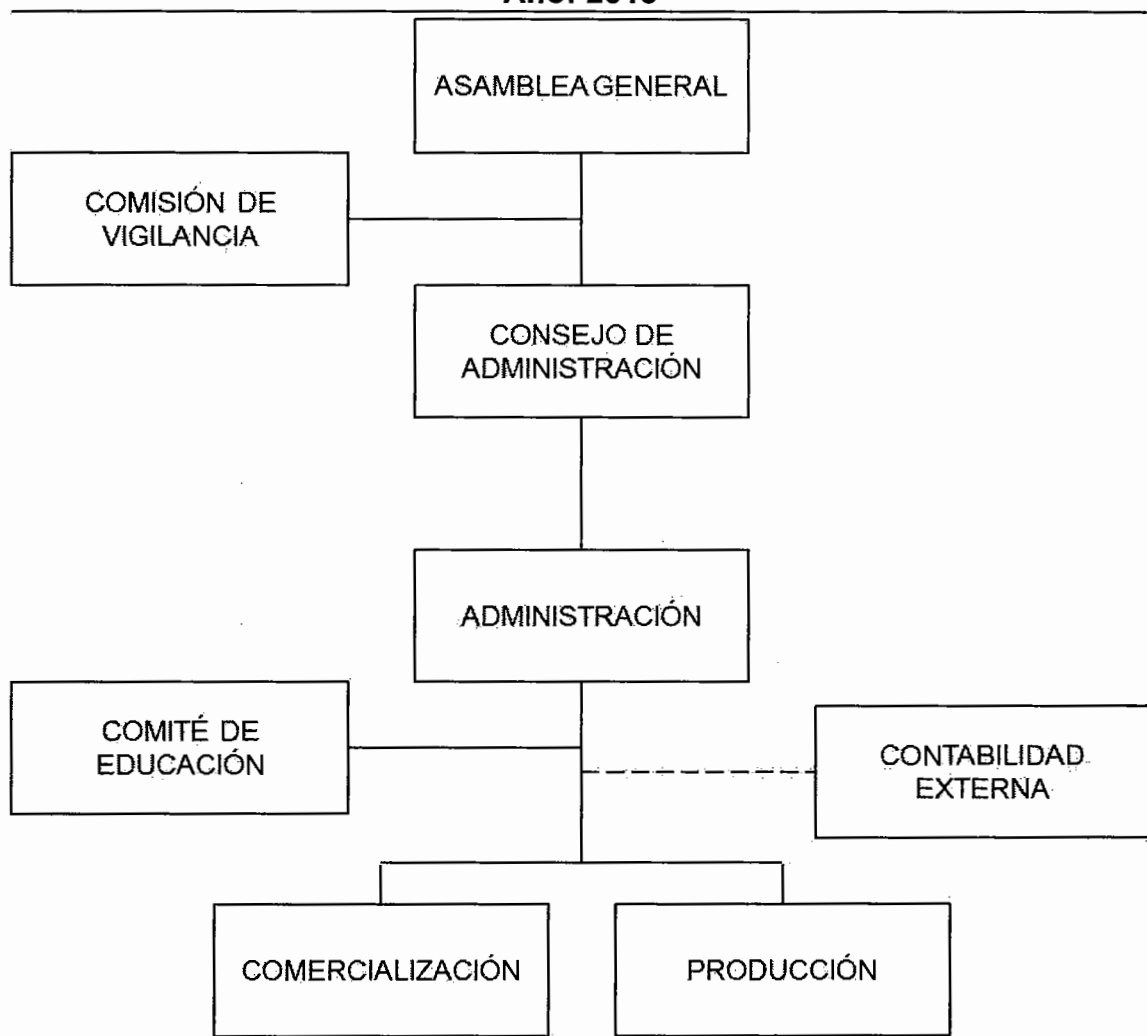 ASAMBLEA GENERAL
COMISIÓN DE
VIGILANCIA
CONSEJO DE
ADMINISTRACIÓN
ADMINISTRACIÓN
COMITÉ DE
EDUCACIÓN
CONTABILIDAD
EXTERNA
COMERCIALIZACIÓN
PRODUCCIÓN